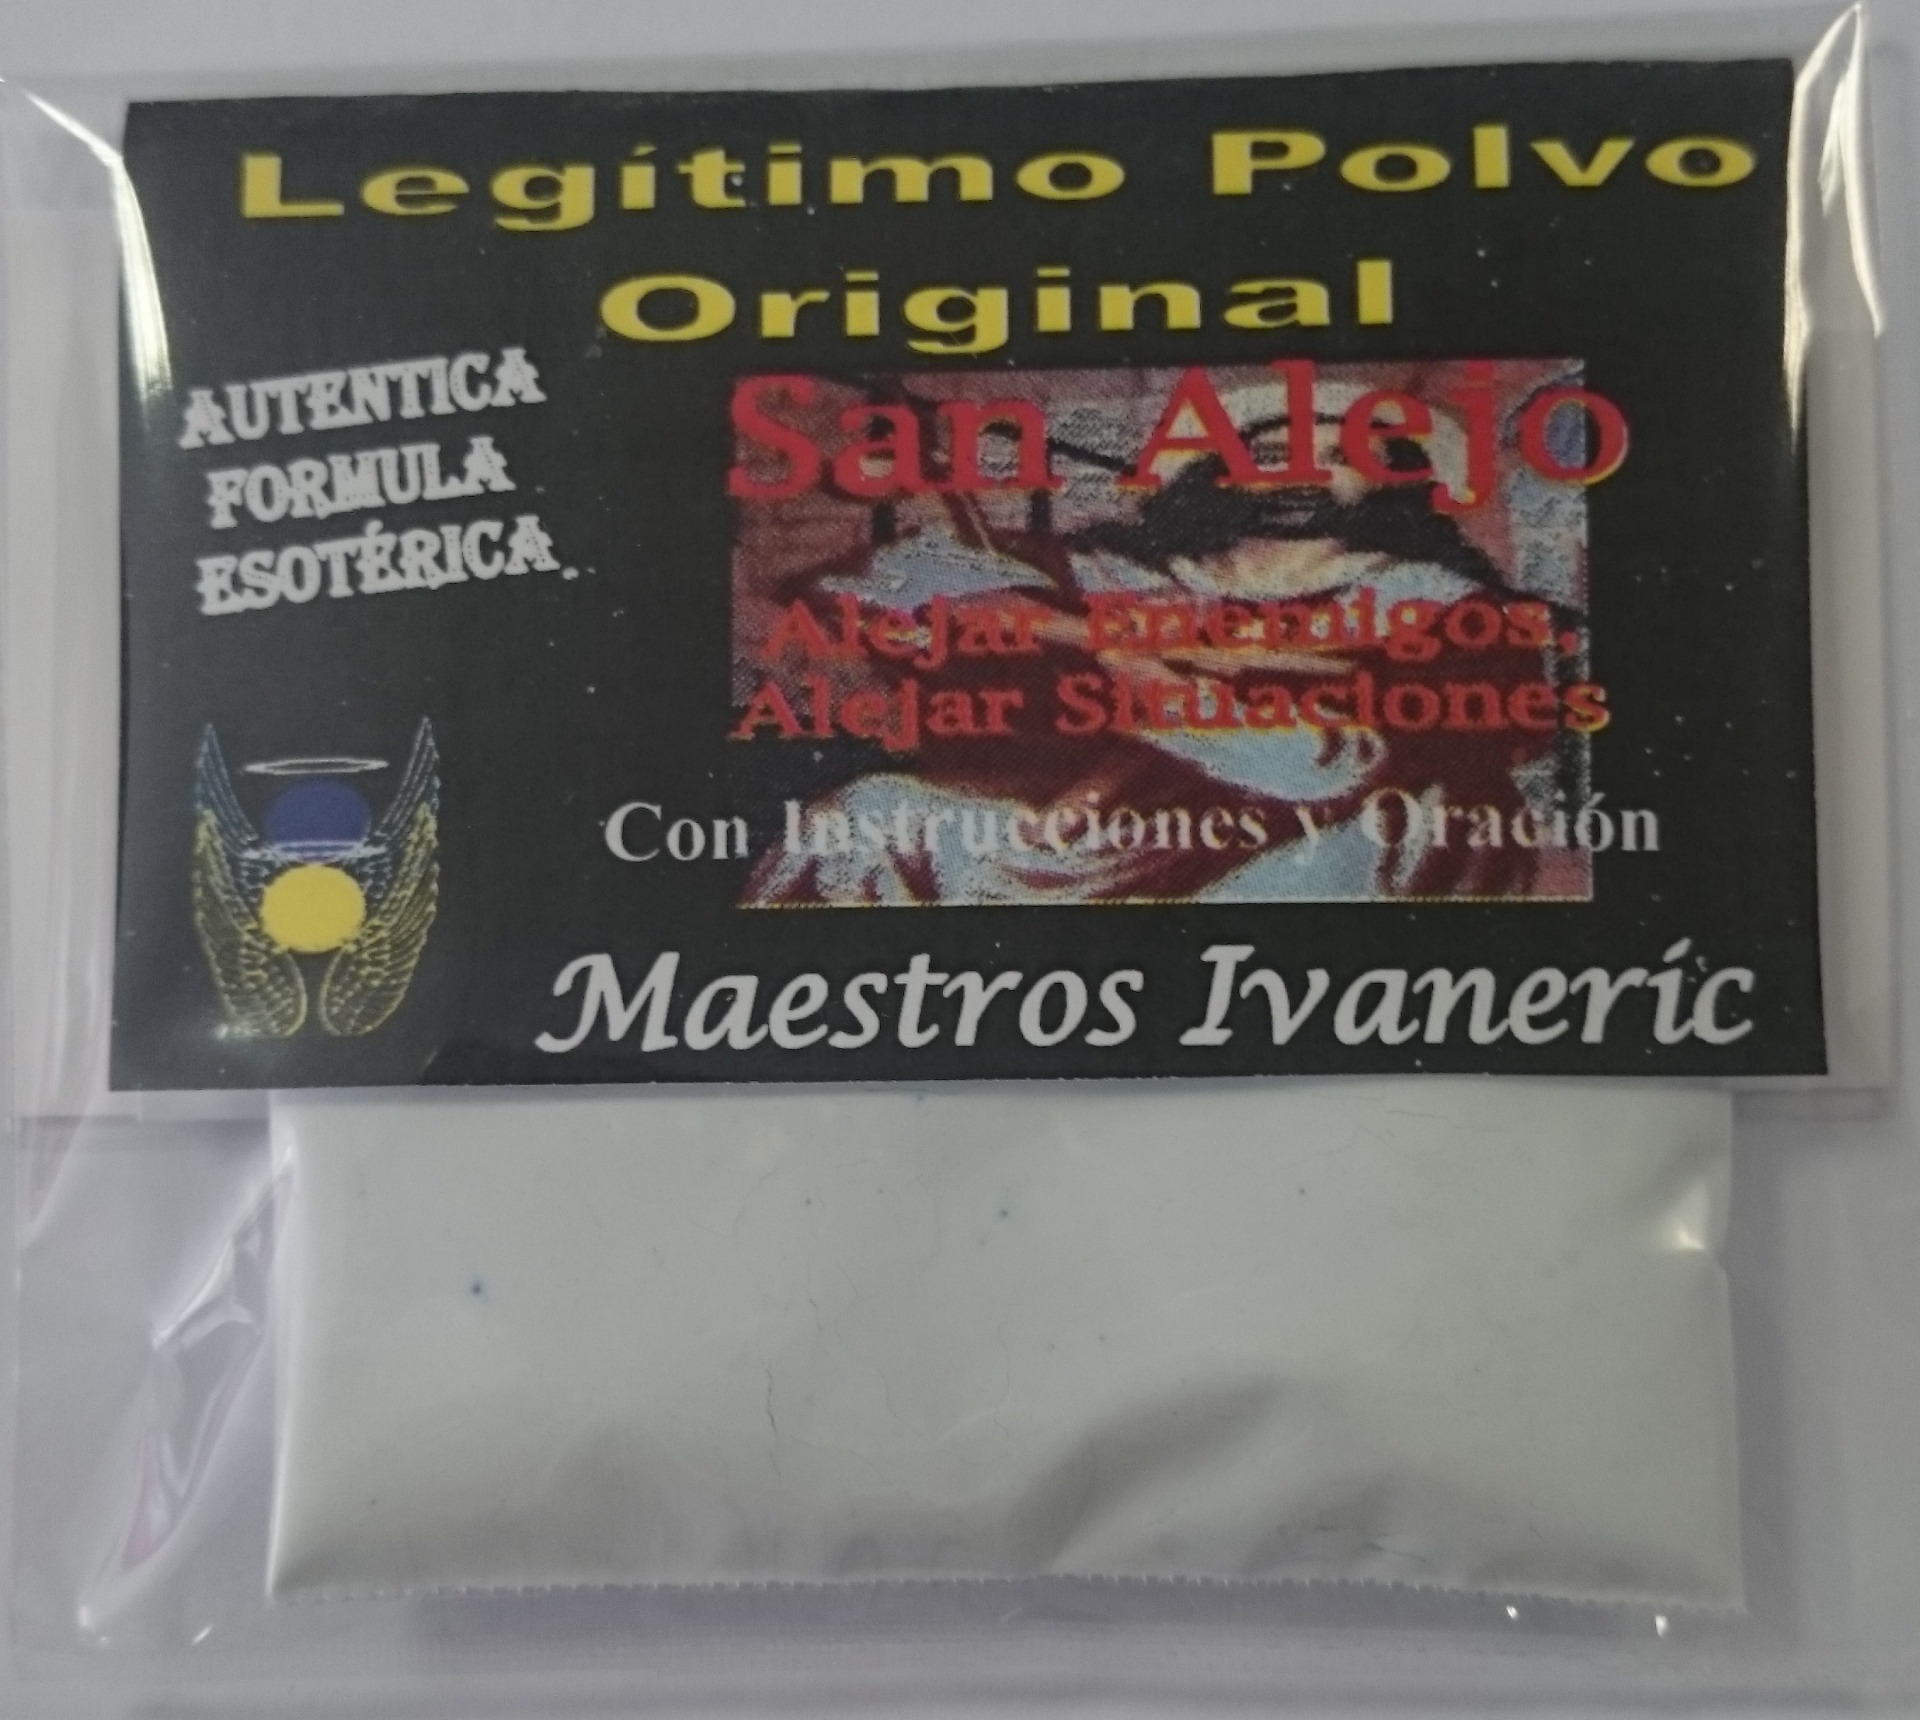 Legítimo Polvo
Original
AUTENTICA
FORMULA
ESOTÉRICA
San Alejo
Alejar Enemigos,
Alejar Situaciones
Con Instrucciones y Oración
Maestros Ivaneric